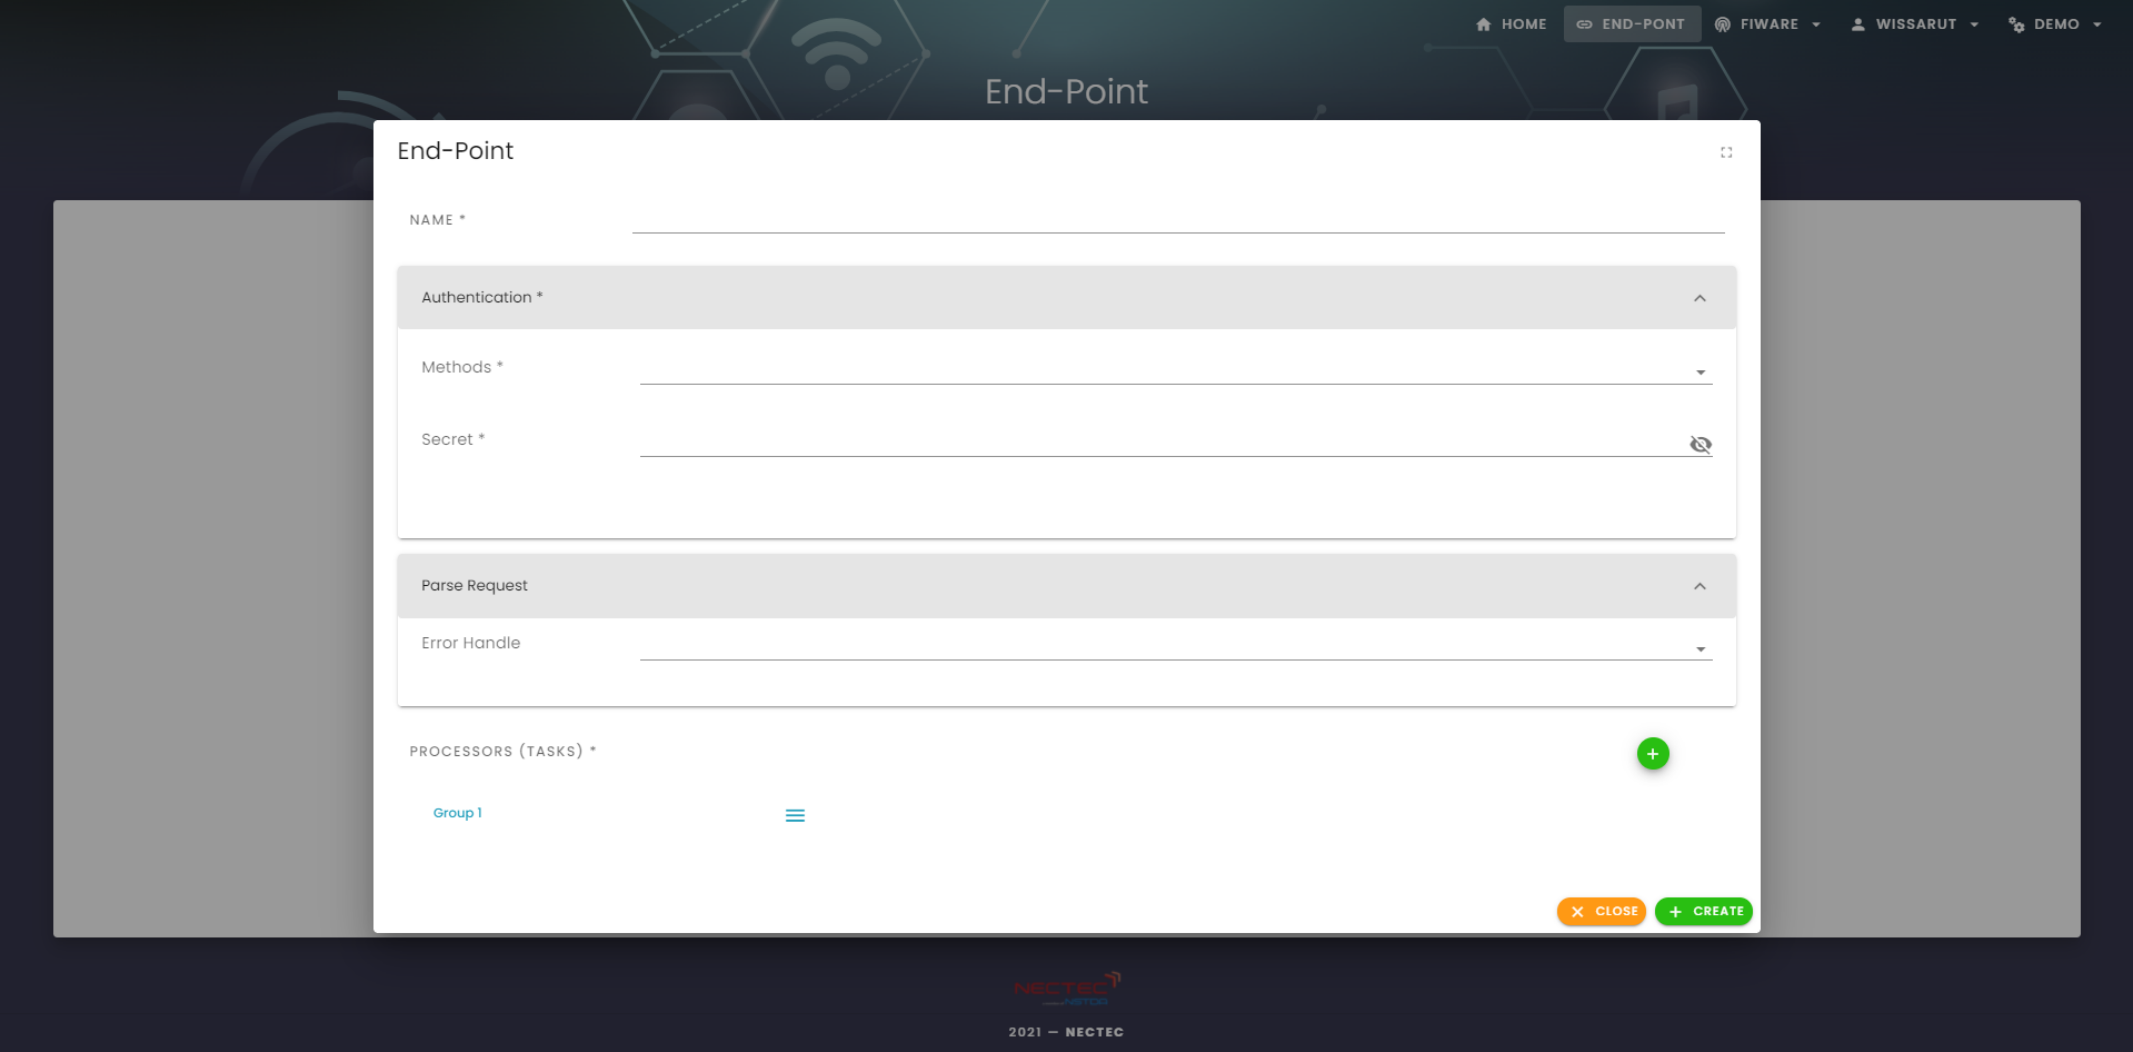 HOME END-PONT FIWARE WISSARUT DEMO
End-Point
End-Point
NAME *
Authentication *
Methods *
Secret *
Parse Request
Error Handle
PROCESSORS (TASKS) *
Group 1
CLOSE CREATE
NECTEC
NSTDA
2021 — NECTEC